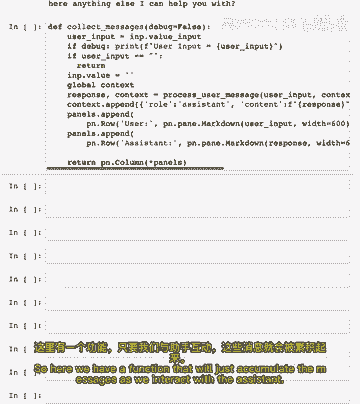 here anything else I can help you with?
In [ ]: def collect_messages(debug=False):
user_input = inp.value_input
if debug: print(f"User Input = {user_input}")
if user_input == "":
return
inp.value = ''
global context
response, context = process_user_message(user_input, contex
context.append({'role':'assistant', 'content':f"{response}"
panels.append(
pn.Row('User:', pn.pane.Markdown(user_input, width=600)
panels.append(
pn.Row('Assistant:', pn.pane.Markdown(response, width=6
return pn.Column(*panels)
In [ ]:
In [ ]:
In [ ]:
In [ ]:
In [ ]:
In [ ]:
In [ ]:
这里有一个功能，只要我们与助手互动，这些消息就会被累积起
来。
In [ ]:
So here we have a function that will just accumulate the m
essages as we interact with the assistant.
In [ ]: